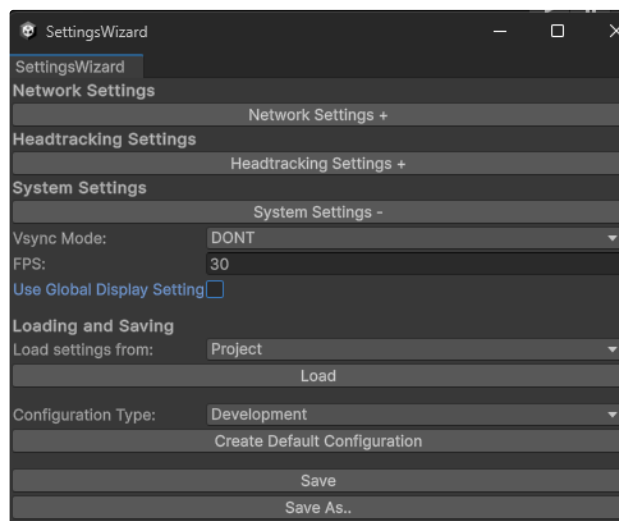 SettingsWizard
SettingsWizard
Network Settings
Network Settings +
Headtracking Settings
Headtracking Settings +
System Settings
System Settings -
Vsync Mode: DONT
FPS: 30
Use Global Display Setting
Loading and Saving
Load settings from: Project
Load
Configuration Type: Development
Create Default Configuration
Save
Save As..